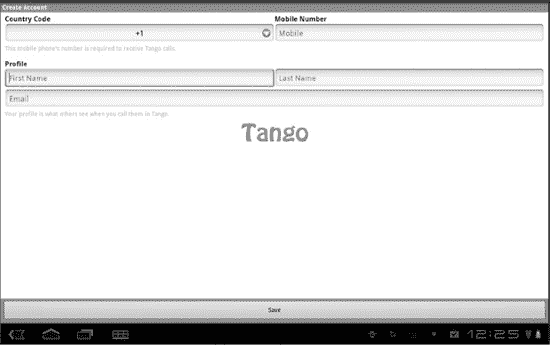 Create Account
Country Code Mobile Number
+1 Mobile
This mobile phone's number is required to receive Tango calls.
Profile
First Name Last Name
Email
Your profile is what others see when you call them in Tango.
Tango
Save
12:25